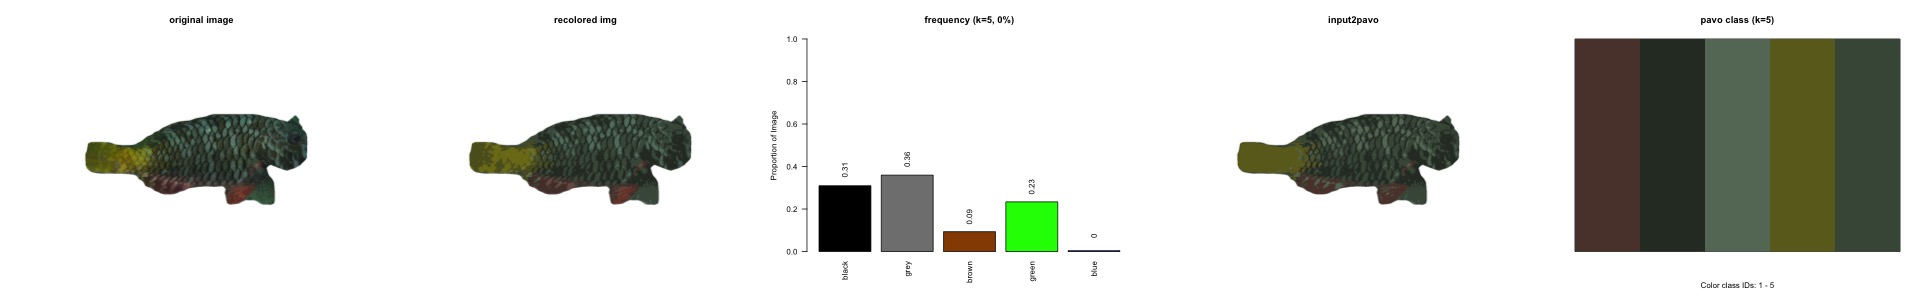 original image
recolored img
frequency (k=5, 0%)
input2pavo
pavo class (k=5)
Proportion of Image
1.0
0.8
0.6
0.4
0.2
0.0
0.31
0.36
0.09
0.23
0
black
grey
brown
green
blue
Color class IDs: 1 - 5